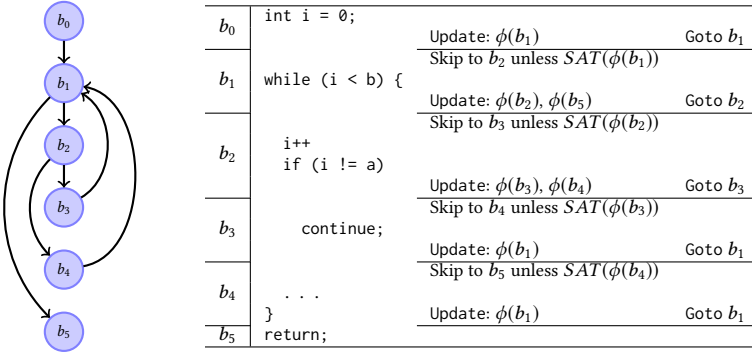 b0
b1
b2
b3
b4
b5
b0 int i = 0;
Update: ϕ(b1) Goto b1
Skip to b2 unless SAT(ϕ(b1))
b1 while (i < b) {
Update: ϕ(b2), ϕ(b5) Goto b2
Skip to b3 unless SAT(ϕ(b2))
i++
b2
if (i != a)
Update: ϕ(b3), ϕ(b4) Goto b3
Skip to b4 unless SAT(ϕ(b3))
b3 continue;
Update: ϕ(b1) Goto b1
Skip to b5 unless SAT(ϕ(b4))
b4 . . .
} Update: ϕ(b1) Goto b1
b5 return;